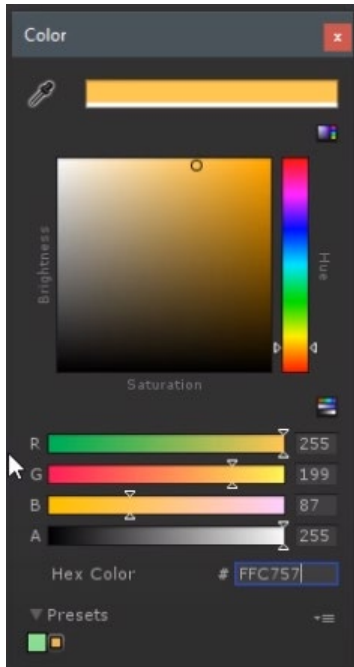 Color
x
Brightness
Hue
Saturation
R 255
G 199
B 87
A 255
Hex Color # FFC757
Presets